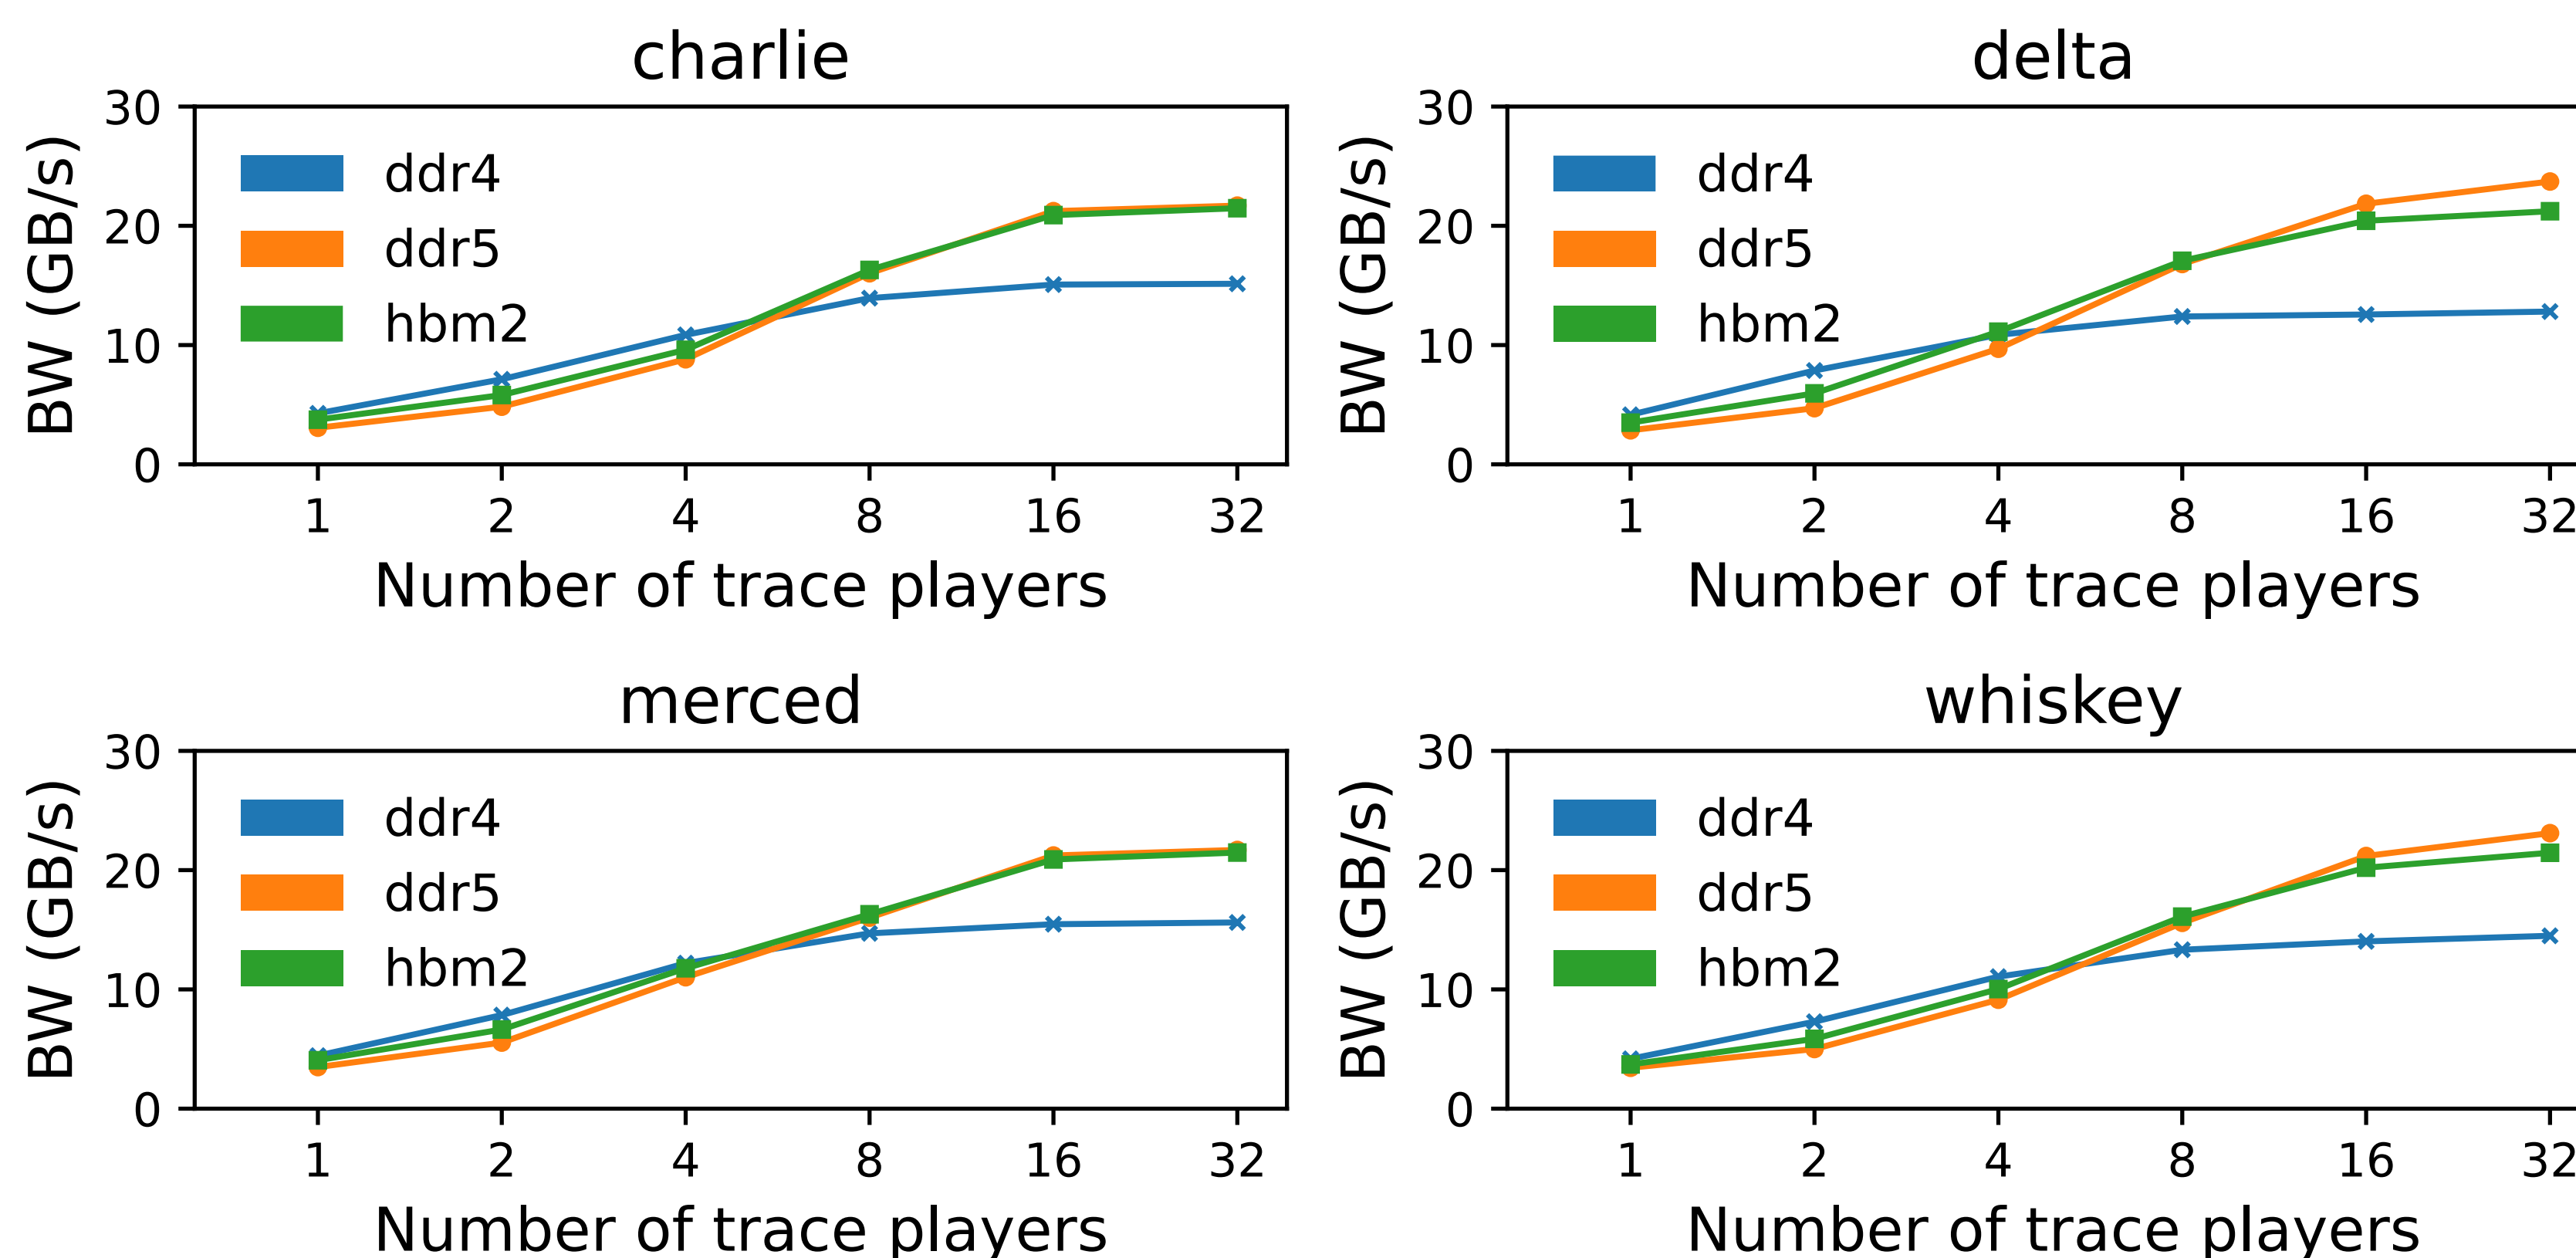 charlie
30
20
10
0
BW (GB/s)
ddr4
ddr5
hbm2
1 2 4 8 16 32
Number of trace players
delta
30
20
10
0
BW (GB/s)
ddr4
ddr5
hbm2
1 2 4 8 16 32
Number of trace players
merced
30
20
10
0
BW (GB/s)
ddr4
ddr5
hbm2
1 2 4 8 16 32
Number of trace players
whiskey
30
20
10
0
BW (GB/s)
ddr4
ddr5
hbm2
1 2 4 8 16 32
Number of trace players